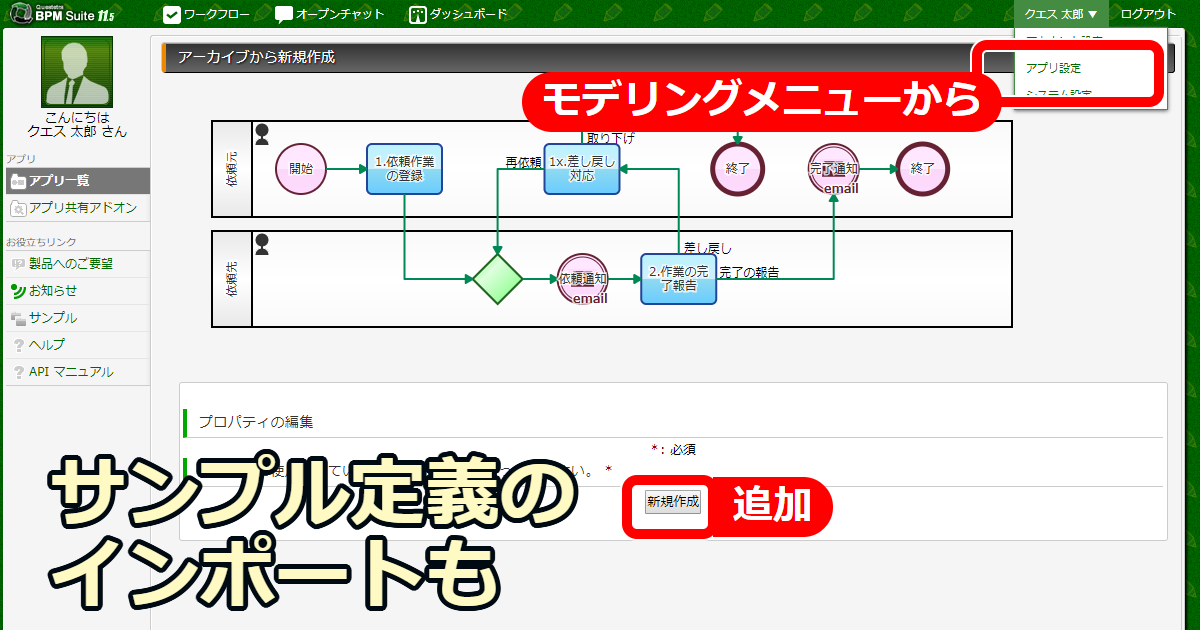 Questetra
BPM Suite 11.5
ワークフロー
オープンチャット
ダッシュボード
クエス 太郎 ▼
ログアウト
アプリ設定
システム設定
こんにちは
クエス 太郎 さん
アプリ
アプリ一覧
アプリ共有アドオン
お役立ちリンク
製品へのご要望
お知らせ
サンプル
ヘルプ
API マニュアル
アーカイブから新規作成
モデリングメニューから
依頼元
開始
1.依頼作業
の登録
再依頼
取り下げ
1x.差し戻し
対応
終了
完了通知
email
終了
依頼先
依頼通知
email
差し戻し
2.作業の完
了報告
完了の報告
プロパティの編集
*: 必須
*
新規作成
追加
サンプル定義の
インポートも